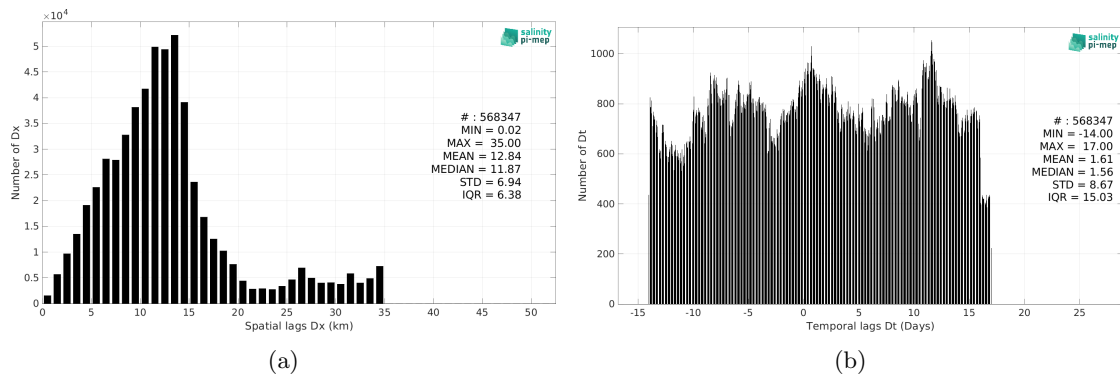 ×10⁴
5
4.5
4
3.5
3
2.5
2
1.5
1
0.5
0
Number of Dx
0 5 10 15 20 25 30 35 40 45 50
Spatial lags Dx (km)
salinity
pi-mep
# : 568347
MIN = 0.02
MAX = 35.00
MEAN = 12.84
MEDIAN = 11.87
STD = 6.94
IQR = 6.38
(a)
1000
800
600
400
200
0
Number of Dt
-15 -10 -5 0 5 10 15 20 25
Temporal lags Dt (Days)
salinity
pi-mep
# : 568347
MIN = -14.00
MAX = 17.00
MEAN = 1.61
MEDIAN = 1.56
STD = 8.67
IQR = 15.03
(b)